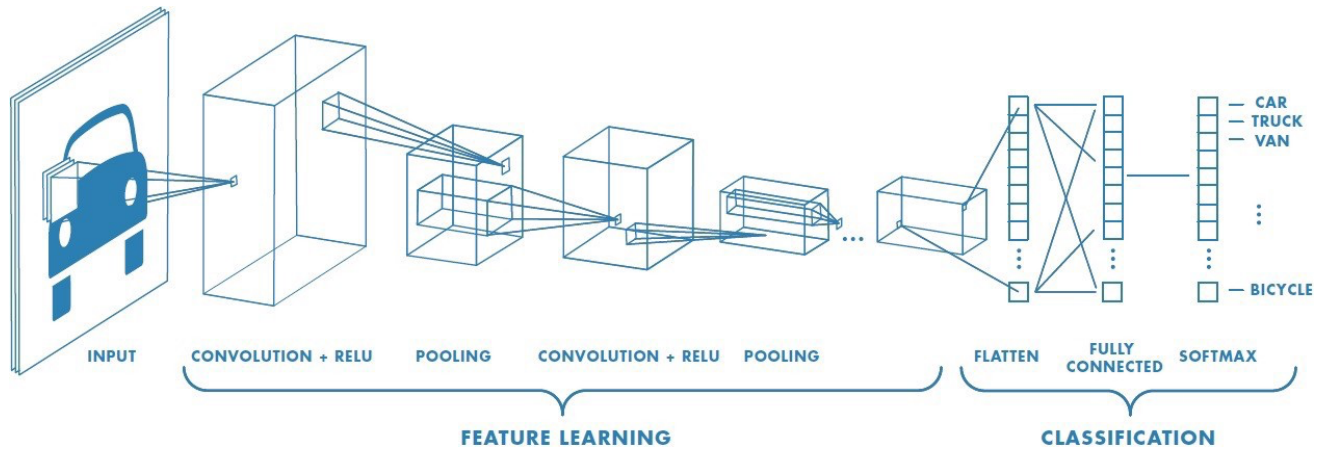 CAR
TRUCK
VAN
BICYCLE
INPUT
CONVOLUTION + RELU
POOLING
CONVOLUTION + RELU
POOLING
FLATTEN
FULLY
CONNECTED
SOFTMAX
FEATURE LEARNING
CLASSIFICATION